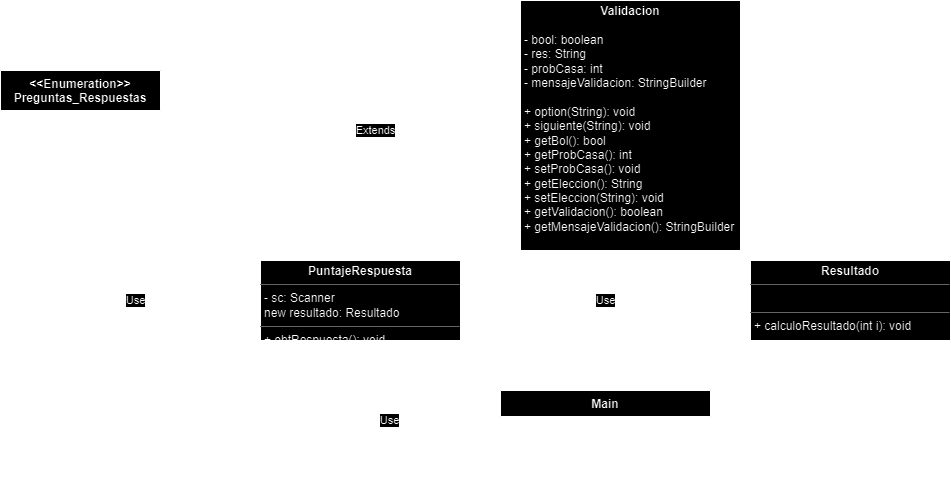 Validacion
- bool: boolean
- res: String
- probCasa: int
- mensajeValidacion: StringBuilder
+ option(String): void
+ siguiente(String): void
+ getBol(): bool
+ getProbCasa(): int
+ setProbCasa(): void
+ getEleccion(): String
+ setEleccion(String): void
+ getValidacion(): boolean
+ getMensajeValidacion(): StringBuilder
<<Enumeration>>
Preguntas_Respuestas
Extends
Use
PuntajeRespuesta
- sc: Scanner
new resultado: Resultado
+ obtRespuesta(): void
Use
Resultado
+ calculoResultado(int i): void
Use
Main